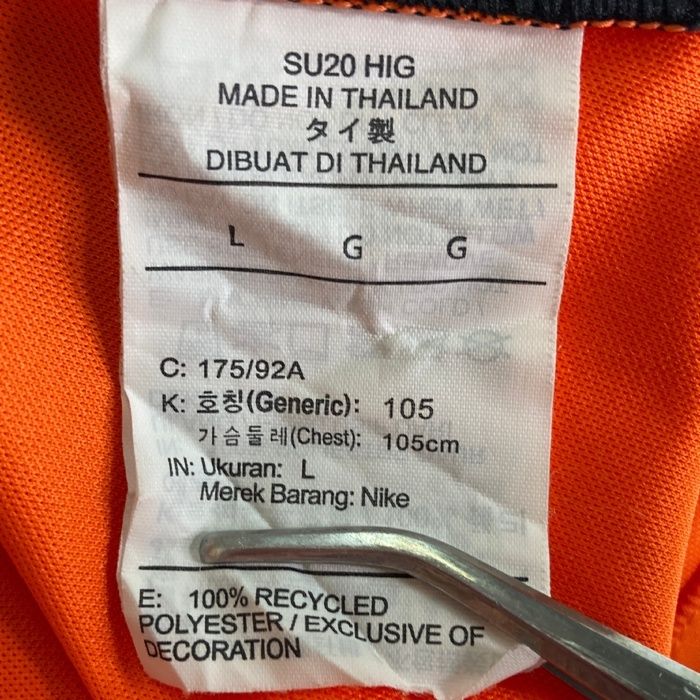 SU20 HIG
MADE IN THAILAND
タイ製
DIBUAT DI THAILAND
L G G
C: 175/92A
K: 호칭(Generic): 105
가슴둘레(Chest): 105cm
IN: Ukuran: L
Merek Barang: Nike
E: 100% RECYCLED
POLYESTER / EXCLUSIVE OF
DECORATION